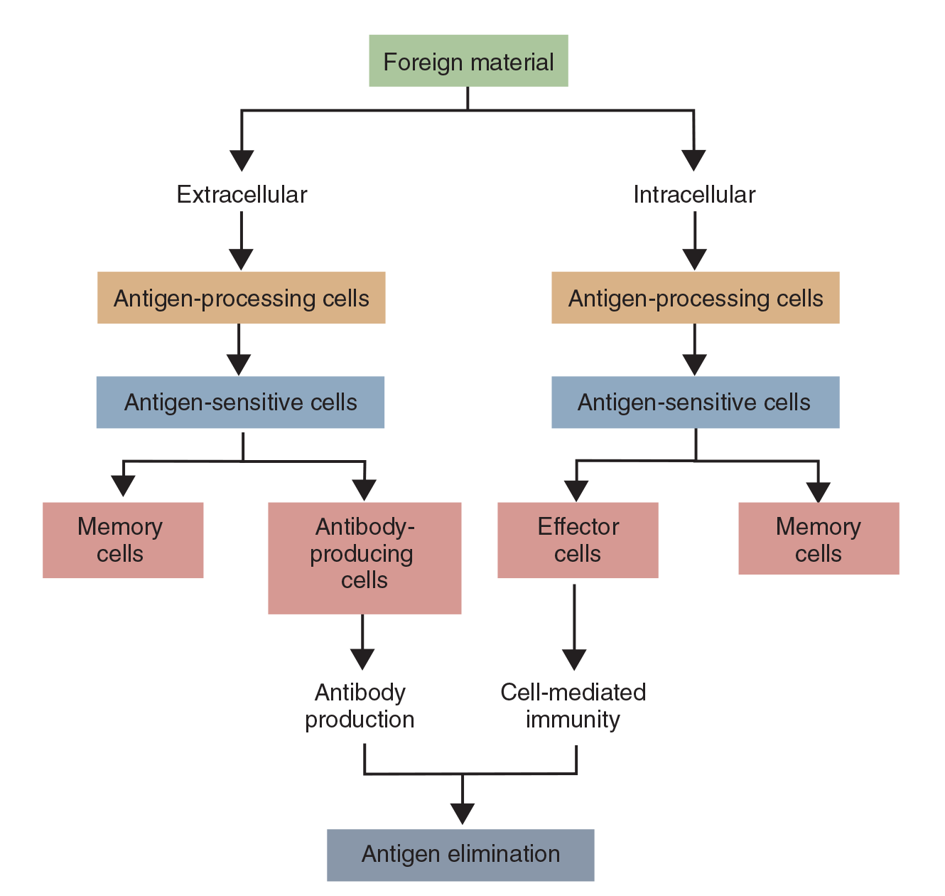 Foreign material
Extracellular
Intracellular
Antigen-processing cells
Antigen-processing cells
Antigen-sensitive cells
Antigen-sensitive cells
Memory
cells
Antibody-
producing
cells
Effector
cells
Memory
cells
Antibody
production
Cell-mediated
immunity
Antigen elimination